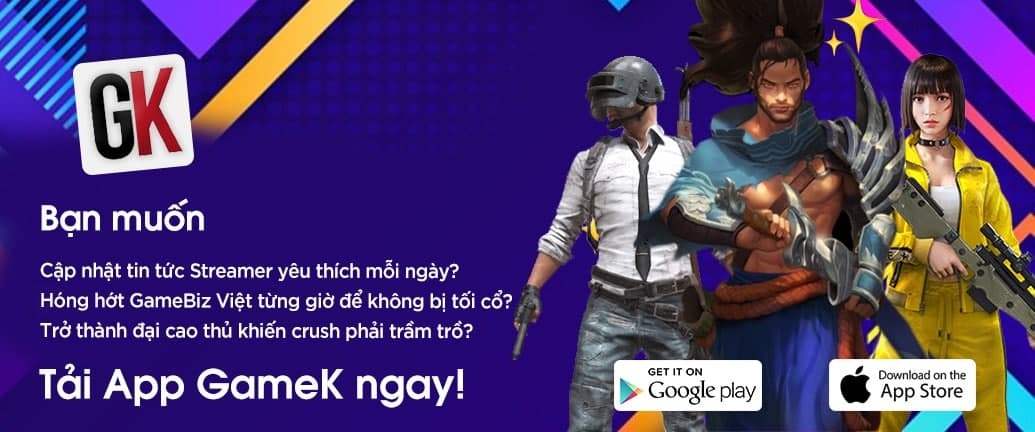 GK
Bạn muốn
Cập nhật tin tức Streamer yêu thích mỗi ngày?
Hóng hớt GameBiz Việt từng giờ để không bị tối cổ?
Trở thành đại cao thủ khiến crush phải trầm trồ?
Tải App GameK ngay!
GET IT ON
Google play
Download on the
App Store